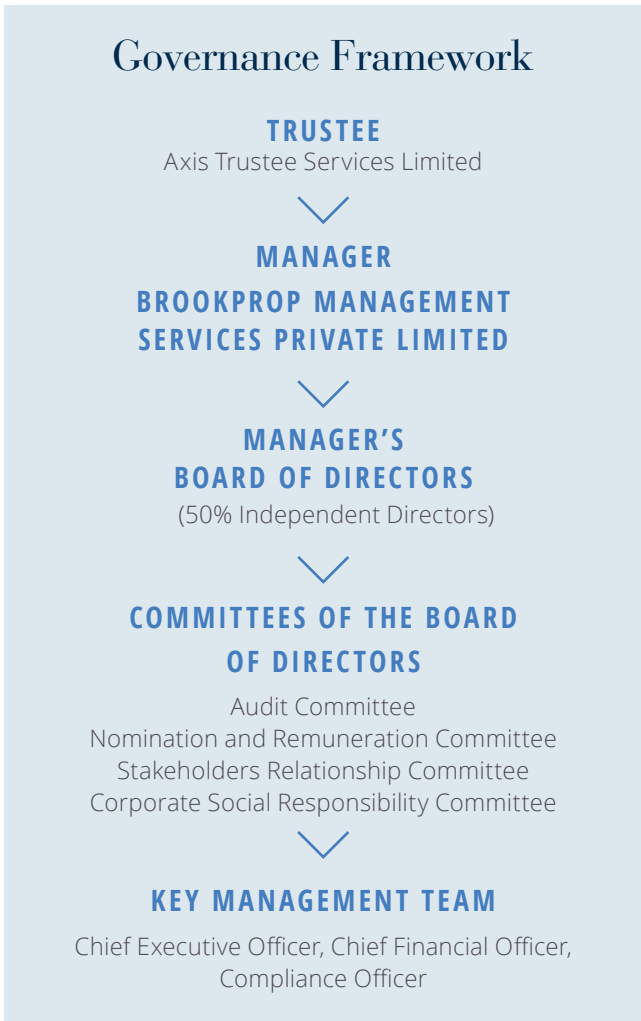 Governance Framework
TRUSTEE
Axis Trustee Services Limited
MANAGER
BROOKPROP MANAGEMENT
SERVICES PRIVATE LIMITED
MANAGER’S
BOARD OF DIRECTORS
(50% Independent Directors)
COMMITTEES OF THE BOARD
OF DIRECTORS
Audit Committee
Nomination and Remuneration Committee
Stakeholders Relationship Committee
Corporate Social Responsibility Committee
KEY MANAGEMENT TEAM
Chief Executive Officer, Chief Financial Officer,
Compliance Officer